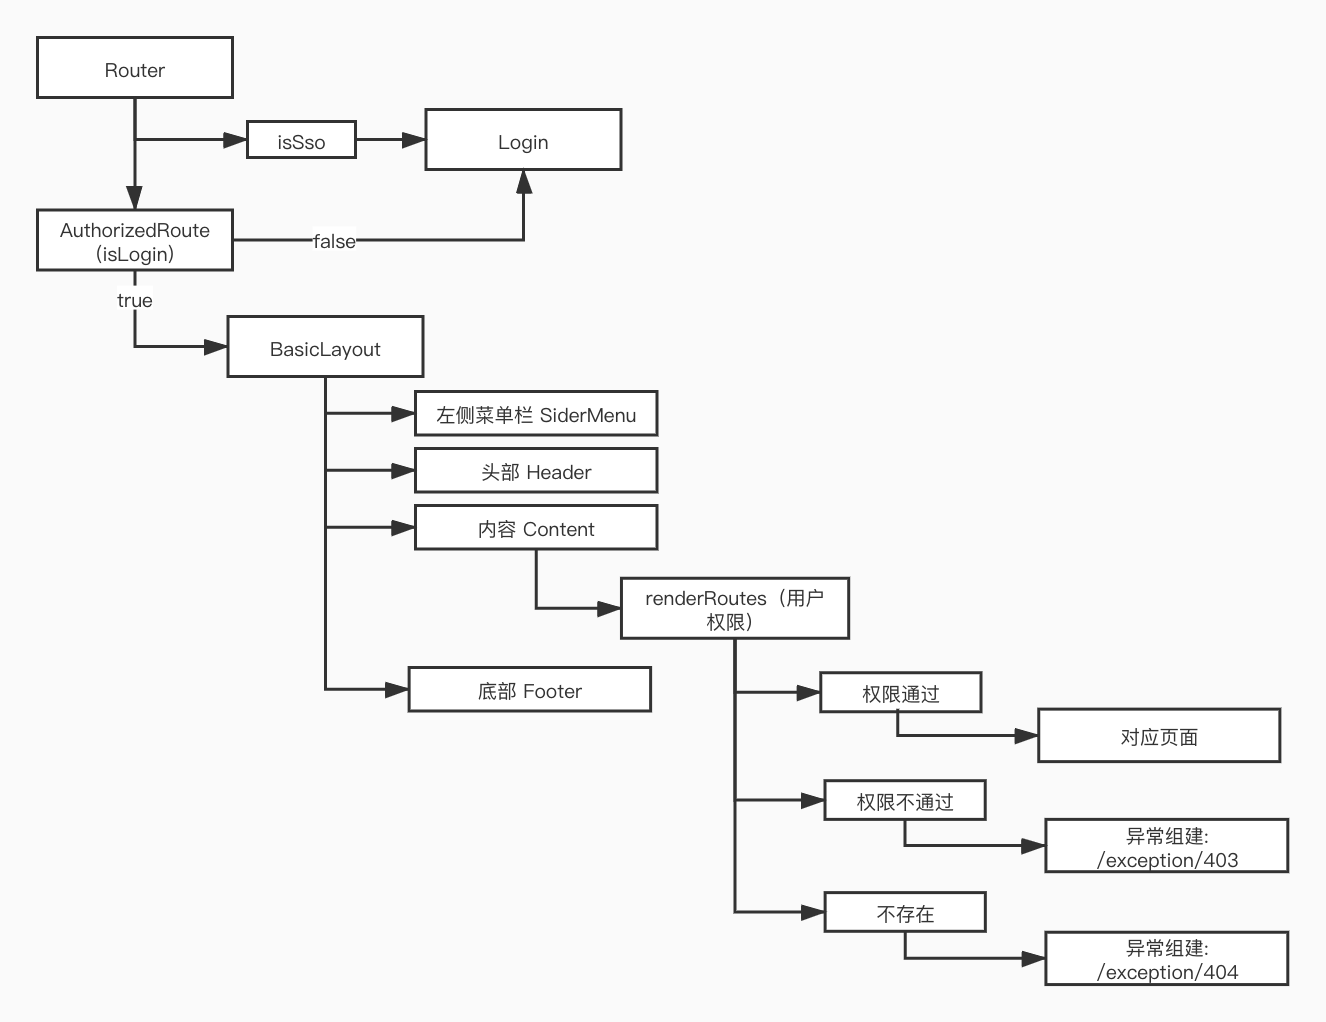 Router
isSso
Login
AuthorizedRoute
(isLogin)
false
true
BasicLayout
左侧菜单栏 SiderMenu
头部 Header
内容 Content
renderRoutes（用户
权限）
底部 Footer
权限通过
对应页面
权限不通过
异常组建:
/exception/403
不存在
异常组建:
/exception/404